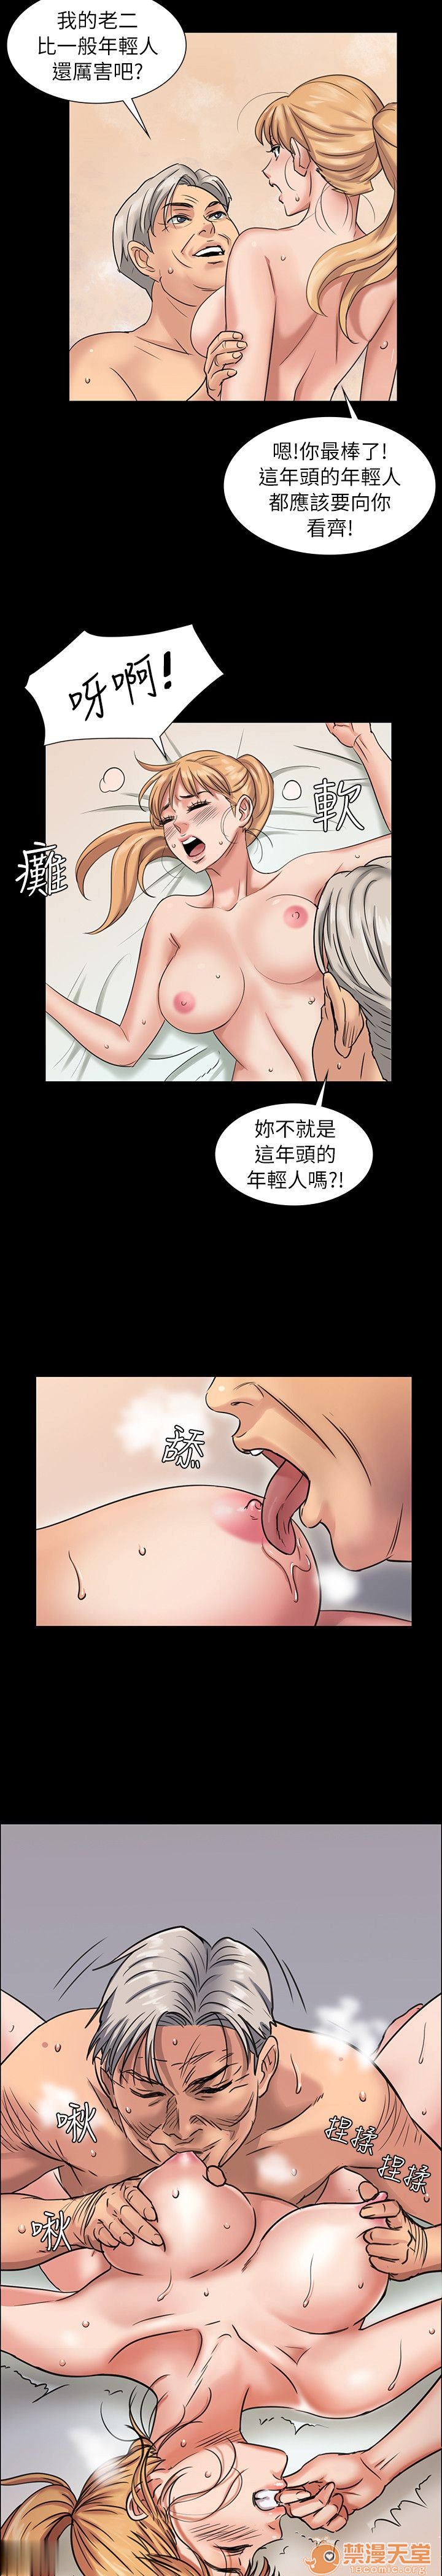 我的老二
比一般年輕人
還厲害吧?
嗯!你最棒了!
這年頭的年輕人
都應該要向你
看齊!
呀啊!
軟
癱
妳不就是
這年頭的
年輕人嗎?!
舔
啾
捏揉
捏揉
啾
禁漫天堂